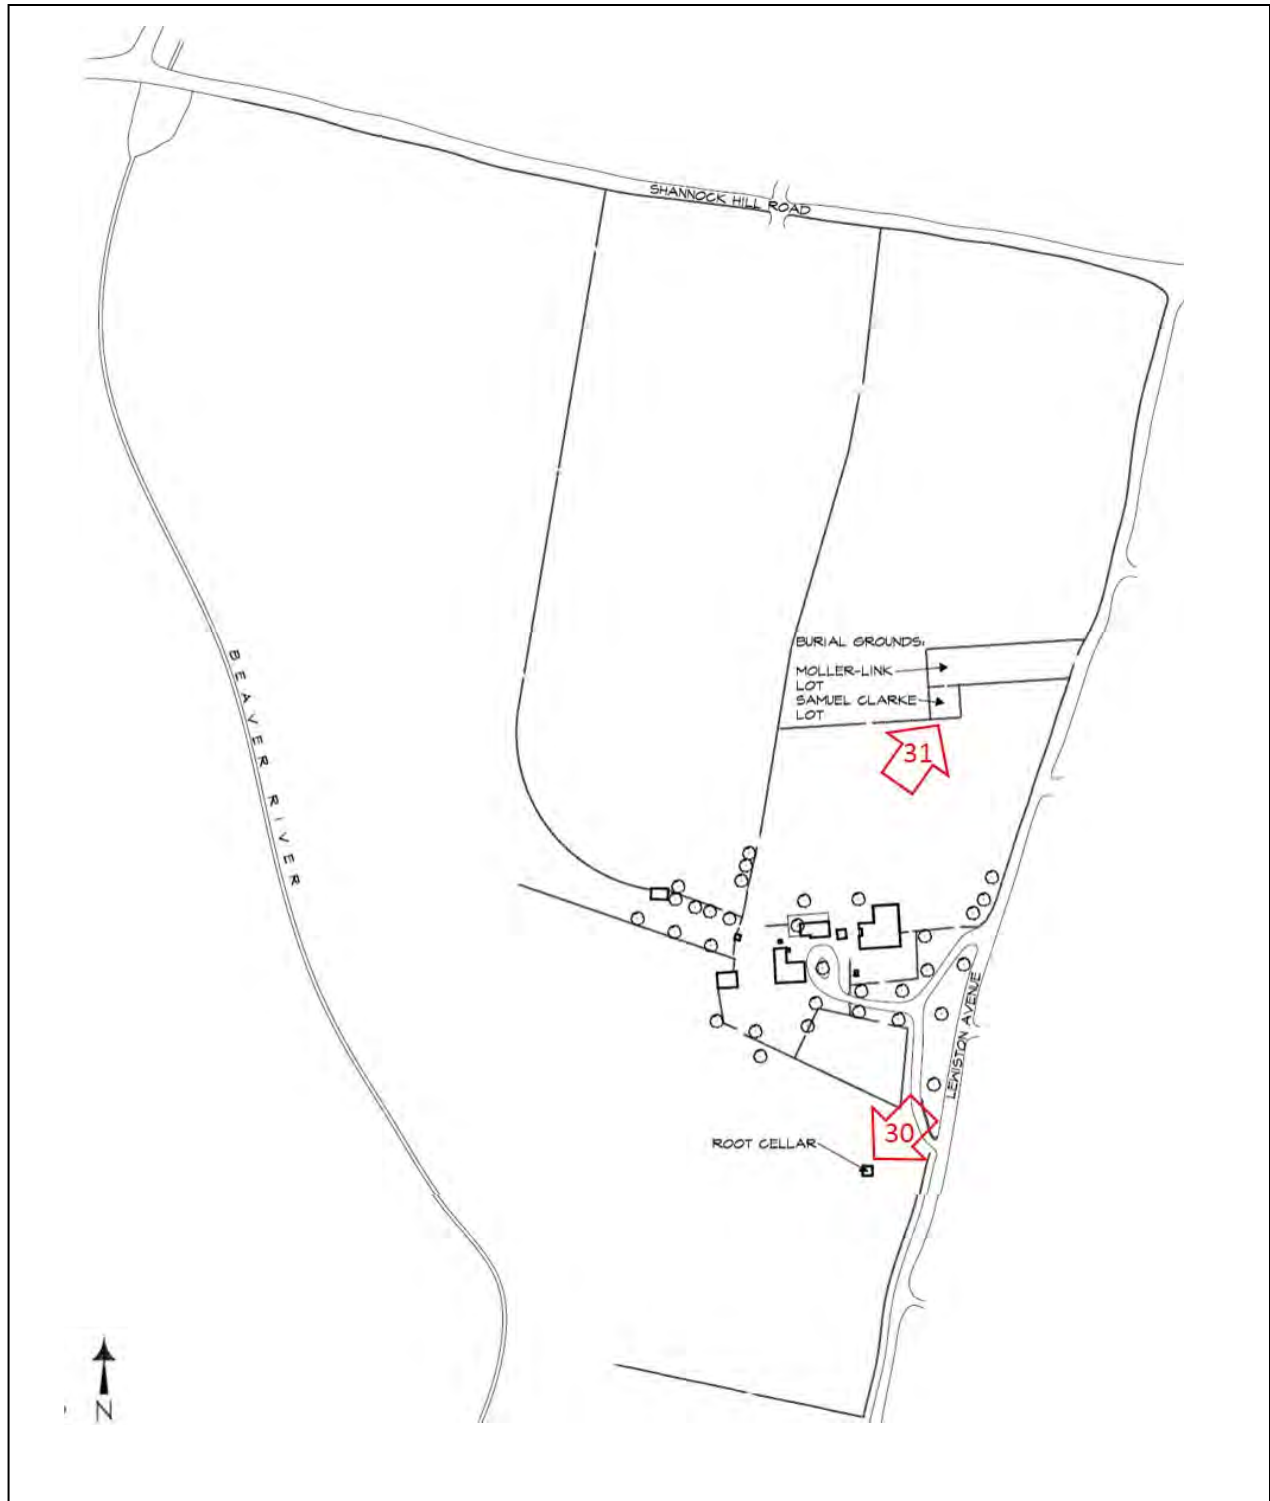 SHANNOCK HILL ROAD
BURIAL GROUNDS:
MOLLER-LINK
LOT
SAMUEL CLARKE
LOT
31
BEAVER RIVER
LEWISTON AVENUE
30
ROOT CELLAR
N